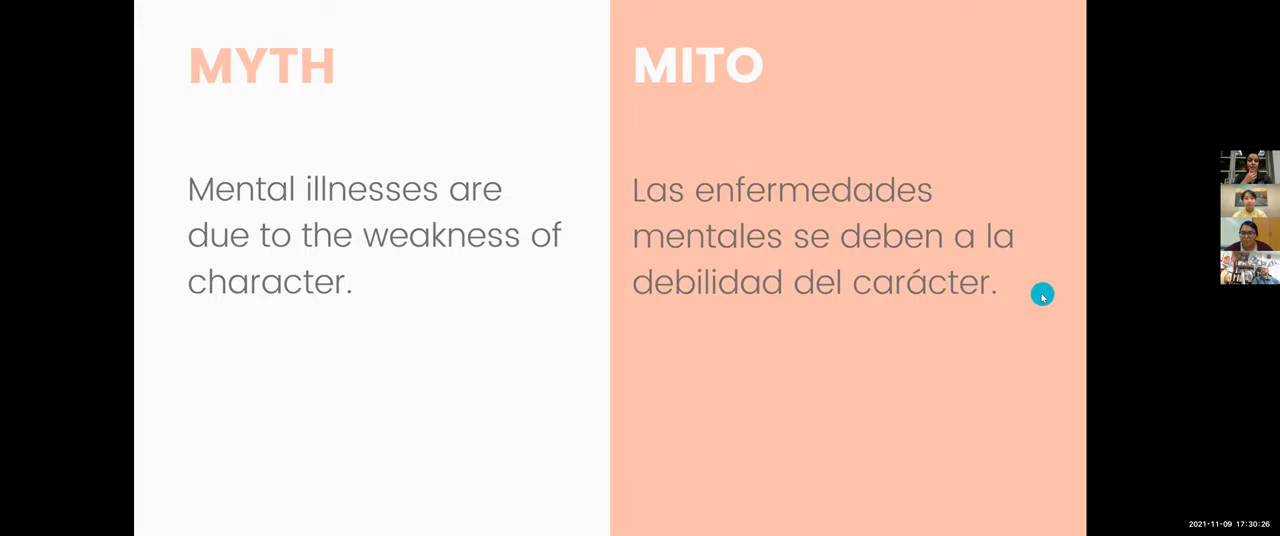 MYTH
Mental illnesses are
due to the weakness of
character.
MITO
Las enfermedades
mentales se deben a la
debilidad del carácter.
2021-11-09 17:30:26